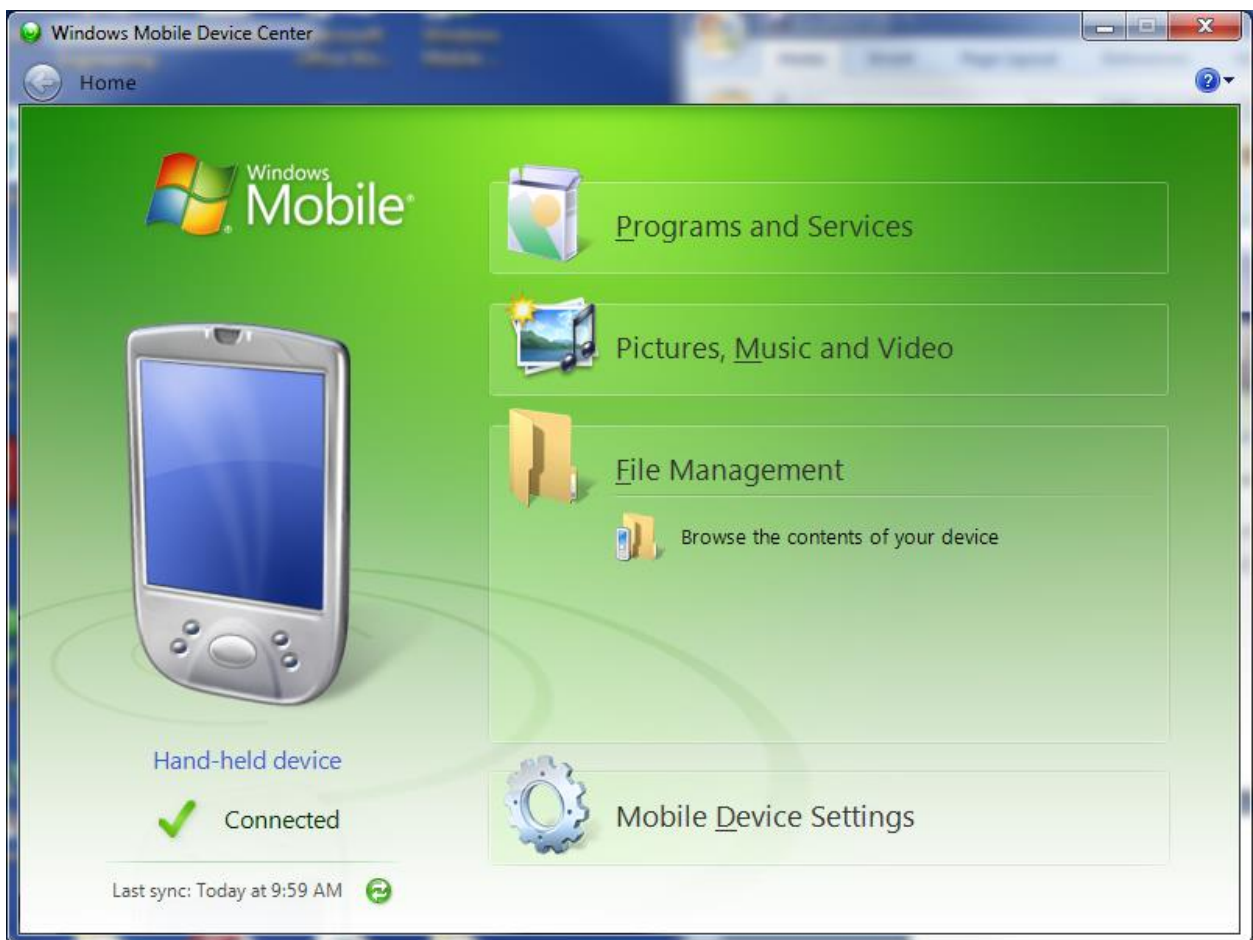 Windows Mobile Device Center
Home
Windows
Mobile
Programs and Services
Pictures, Music and Video
File Management
Browse the contents of your device
Hand-held device
Connected
Mobile Device Settings
Last sync: Today at 9:59 AM